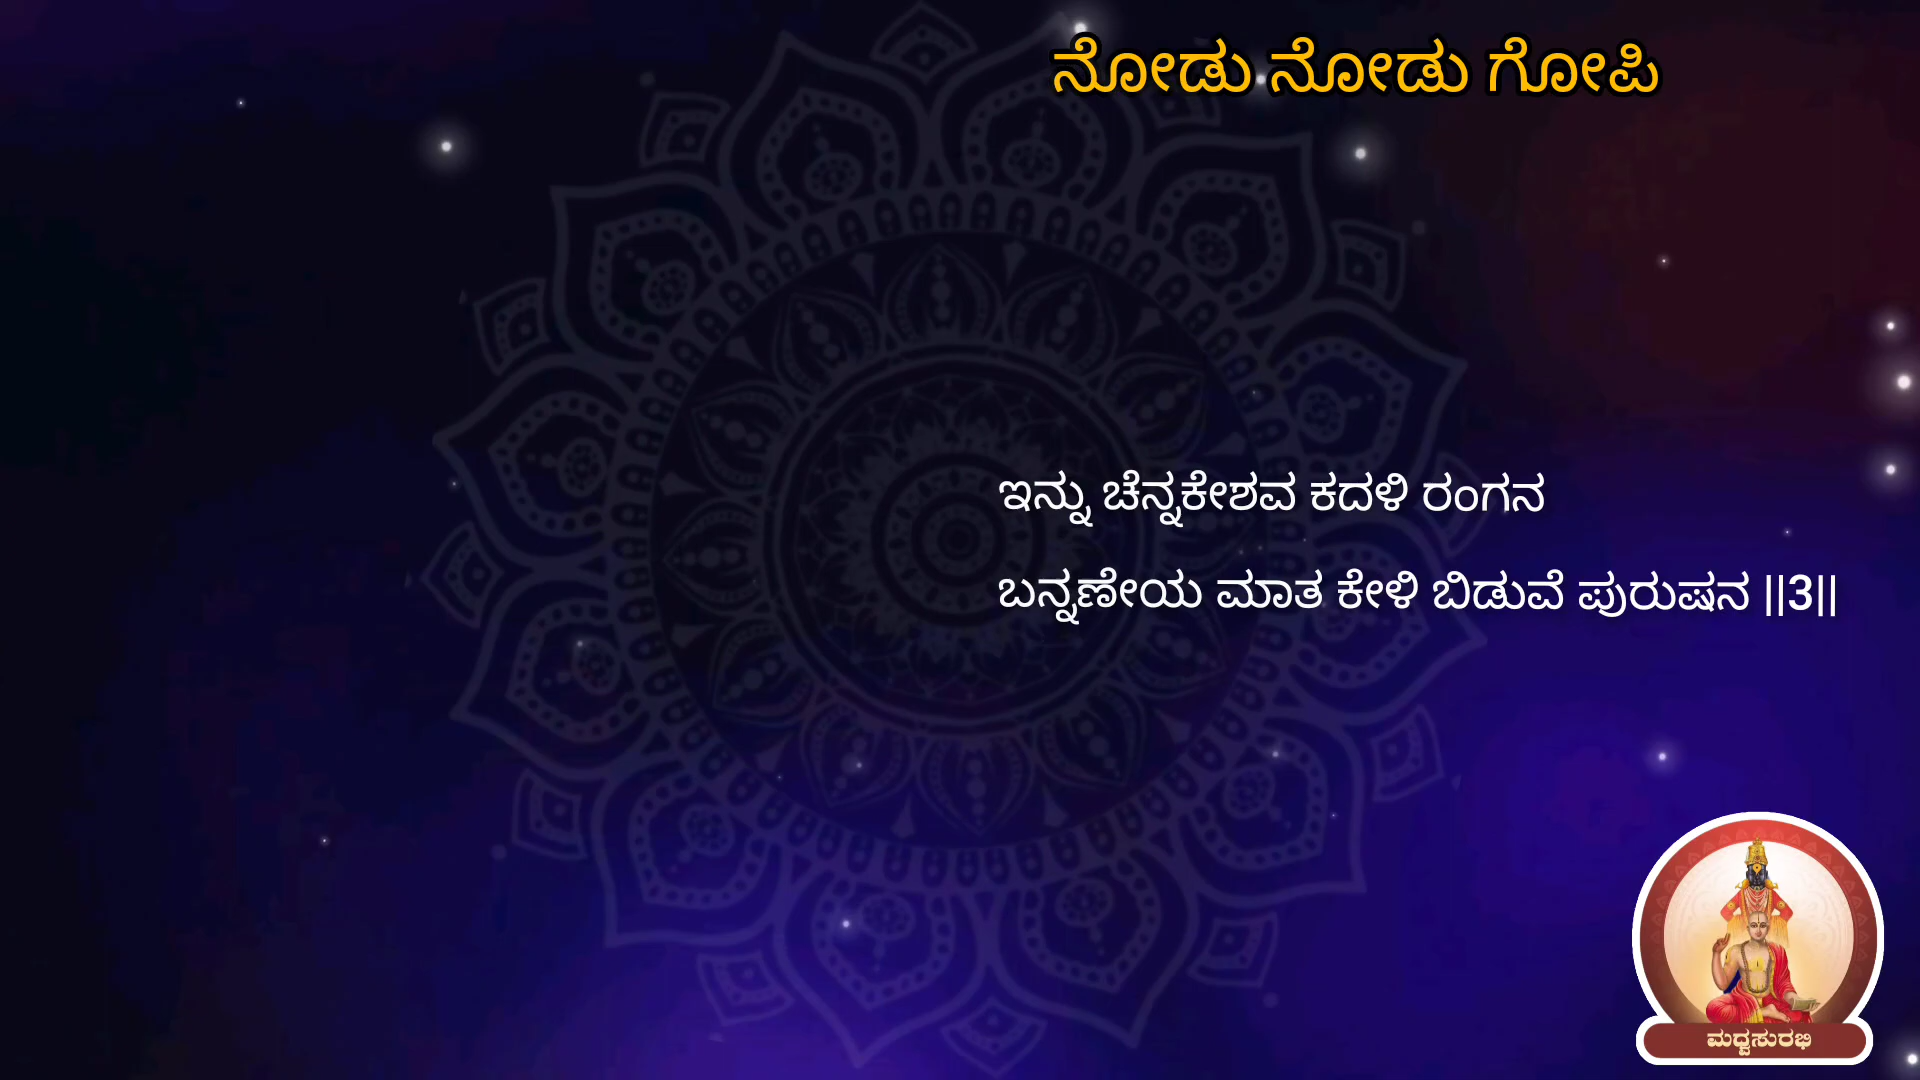 ನೋಡು ನೋಡು ಗೋಪಿ
ಇನ್ನು ಚೆನ್ನಕೇಶವ ಕದಳಿ ರಂಗನ
ಬನ್ನಣೇಯ ಮಾತ ಕೇಳಿ ಬಿಡುವೆ ಪುರುಷನ ||3||
ಮಧ್ವಸುರಭಿ